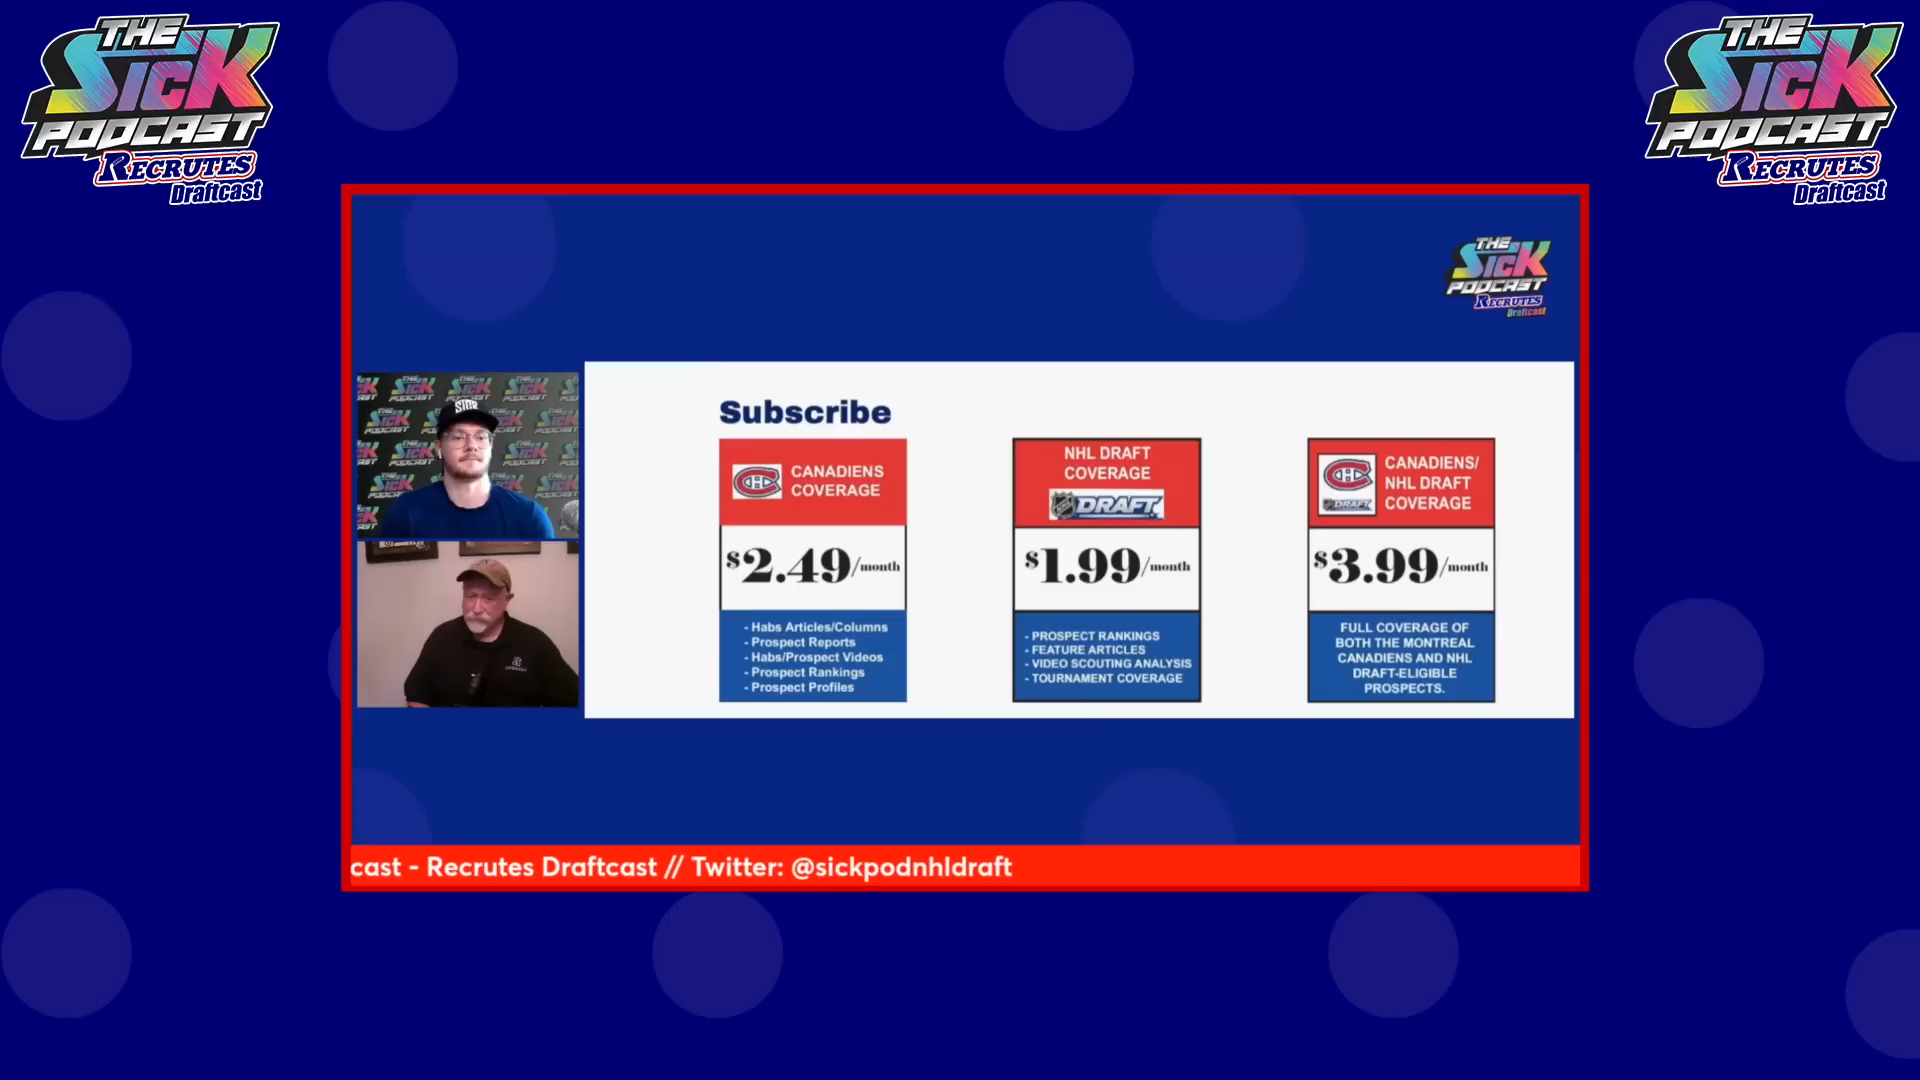 THE
SICK
PODCAST
RECRUTES
Draftcast
THE
SICK
PODCAST
RECRUTES
Draftcast
THE
SICK
PODCAST
RECRUTES
Draftcast
SICK
Subscribe
CANADIENS
COVERAGE
$2.49/month
- Habs Articles/Columns
- Prospect Reports
- Habs/Prospect Videos
- Prospect Rankings
- Prospect Profiles
NHL DRAFT
COVERAGE
DRAFT
$1.99/month
- PROSPECT RANKINGS
- FEATURE ARTICLES
- VIDEO SCOUTING ANALYSIS
- TOURNAMENT COVERAGE
CANADIENS/
NHL DRAFT
COVERAGE
DRAFT
$3.99/month
FULL COVERAGE OF
BOTH THE MONTREAL
CANADIENS AND NHL
DRAFT-ELIGIBLE
PROSPECTS.
cast - Recrutes Draftcast // Twitter: @sickpodnhldraft